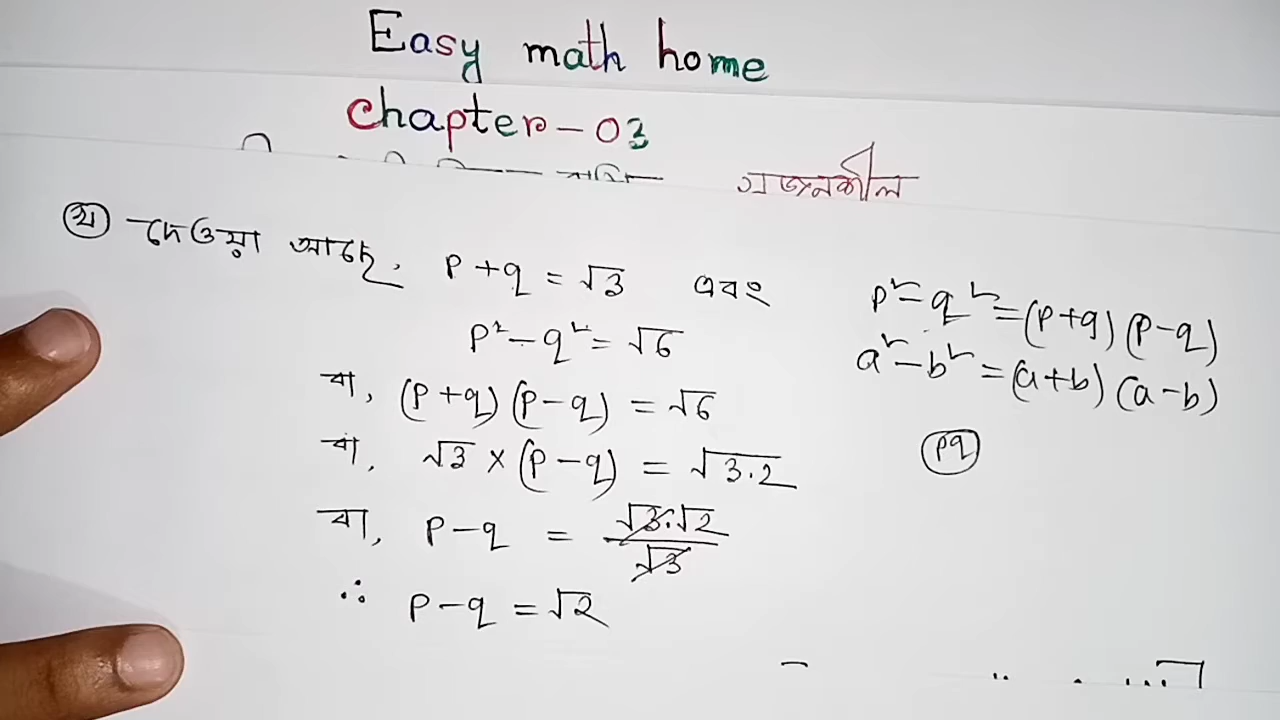 Easy math home
Chapter-03
সৃজনশীল
(খ) দেওয়া আছে, p+q = √3 এবং
p²-q² = √6
বা, (p+q)(p-q) = √6
বা, √3 × (p-q) = √3.2
বা, p-q = √3.√2 / √3
∴ p-q = √2
p²-q² = (p+q)(p-q)
a²-b² = (a+b)(a-b)
pq